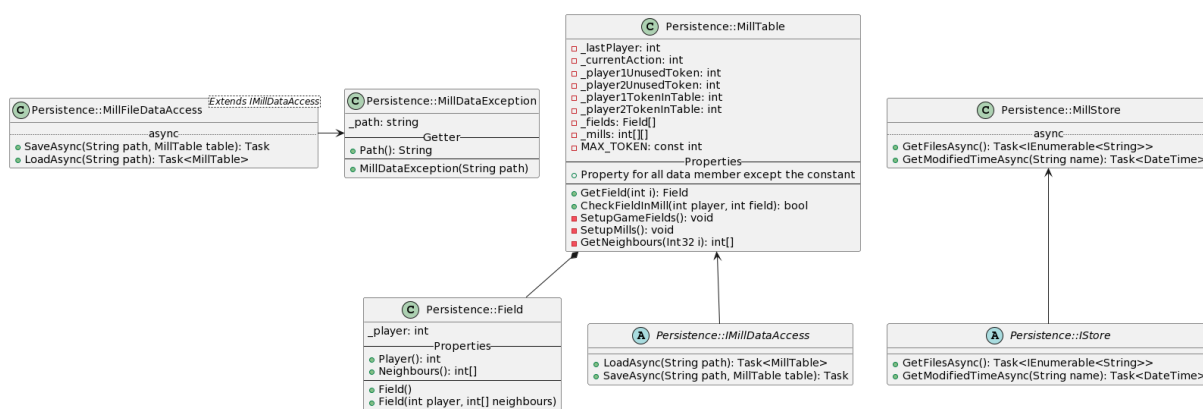 C Persistence::MillFileDataAccess
Extends IMillDataAccess
async
SaveAsync(String path, MillTable table): Task
LoadAsync(String path): Task<MillTable>
C Persistence::MillDataException
_path: string
Getter
Path(): String
MillDataException(String path)
C Persistence::MillTable
_lastPlayer: int
_currentAction: int
_player1UnusedToken: int
_player2UnusedToken: int
_player1TokenInTable: int
_player2TokenInTable: int
_fields: Field[]
_mills: int[][]
MAX_TOKEN: const int
Properties
Property for all data member except the constant
GetField(int i): Field
CheckFieldInMill(int player, int field): bool
SetupGameFields(): void
SetupMills(): void
GetNeighbours(Int32 i): int[]
C Persistence::MillStore
async
GetFilesAsync(): Task<IEnumerable<String>>
GetModifiedTimeAsync(String name): Task<DateTime>
C Persistence::Field
_player: int
Properties
Player(): int
Neighbours(): int[]
Field()
Field(int player, int[] neighbours)
A Persistence::IMillDataAccess
LoadAsync(String path): Task<MillTable>
SaveAsync(String path, MillTable table): Task
A Persistence::IStore
GetFilesAsync(): Task<IEnumerable<String>>
GetModifiedTimeAsync(String name): Task<DateTime>